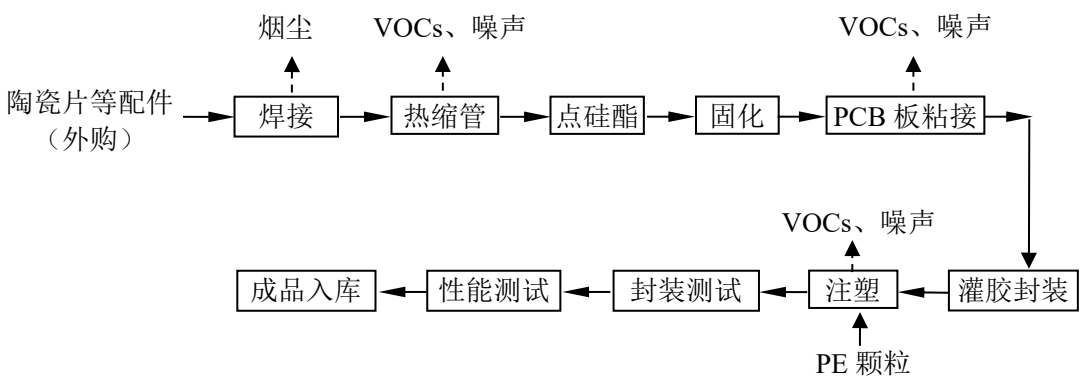 烟尘
VOCs、噪声
VOCs、噪声
陶瓷片等配件
（外购）
焊接
热缩管
点硅酯
固化
PCB 板粘接
VOCs、噪声
成品入库
性能测试
封装测试
注塑
灌胶封装
PE 颗粒